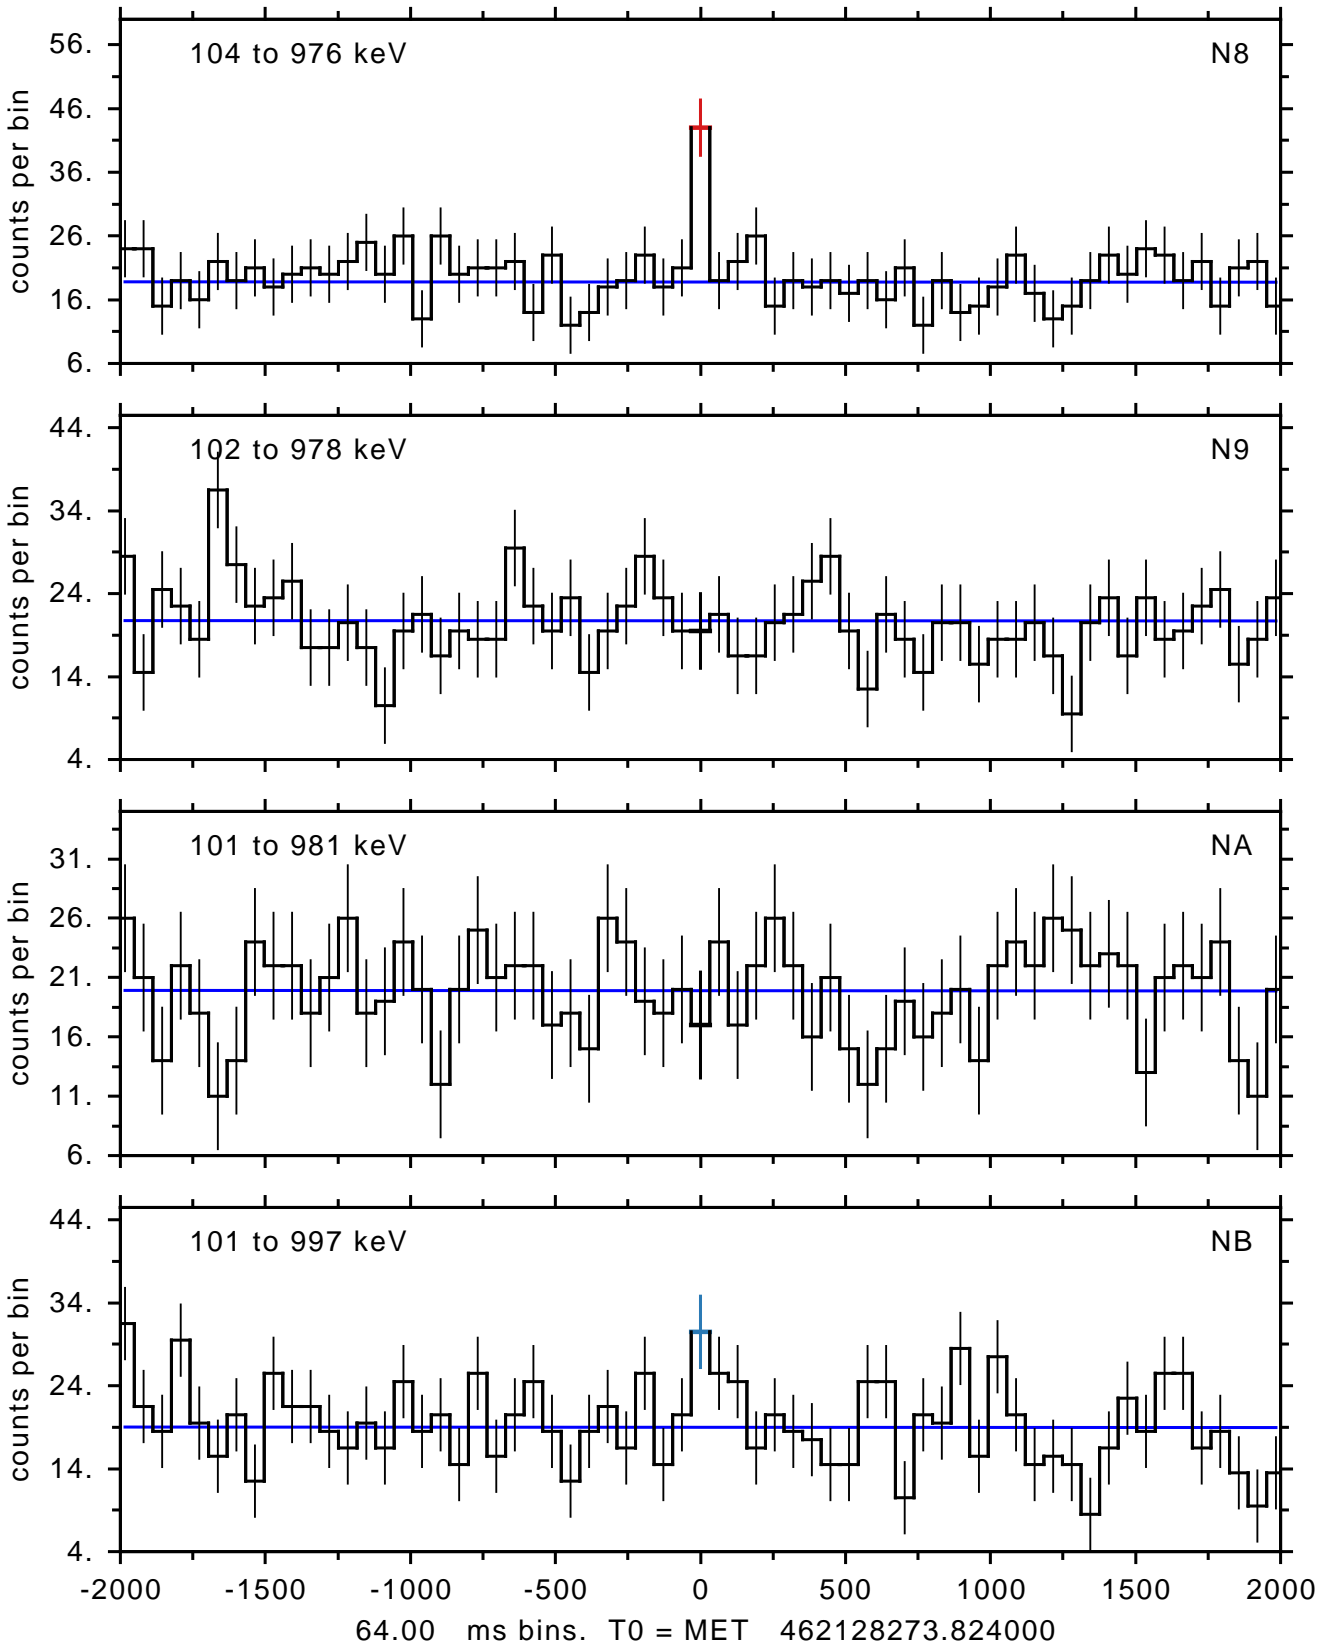 104 to 976 keV N8
56.
46.
36.
26.
16.
6.
counts per bin
102 to 978 keV N9
44.
34.
24.
14.
4.
counts per bin
101 to 981 keV NA
31.
26.
21.
16.
11.
6.
counts per bin
101 to 997 keV NB
44.
34.
24.
14.
4.
counts per bin
-2000 -1500 -1000 -500 0 500 1000 1500 2000
64.00 ms bins. T0 = MET 462128273.824000